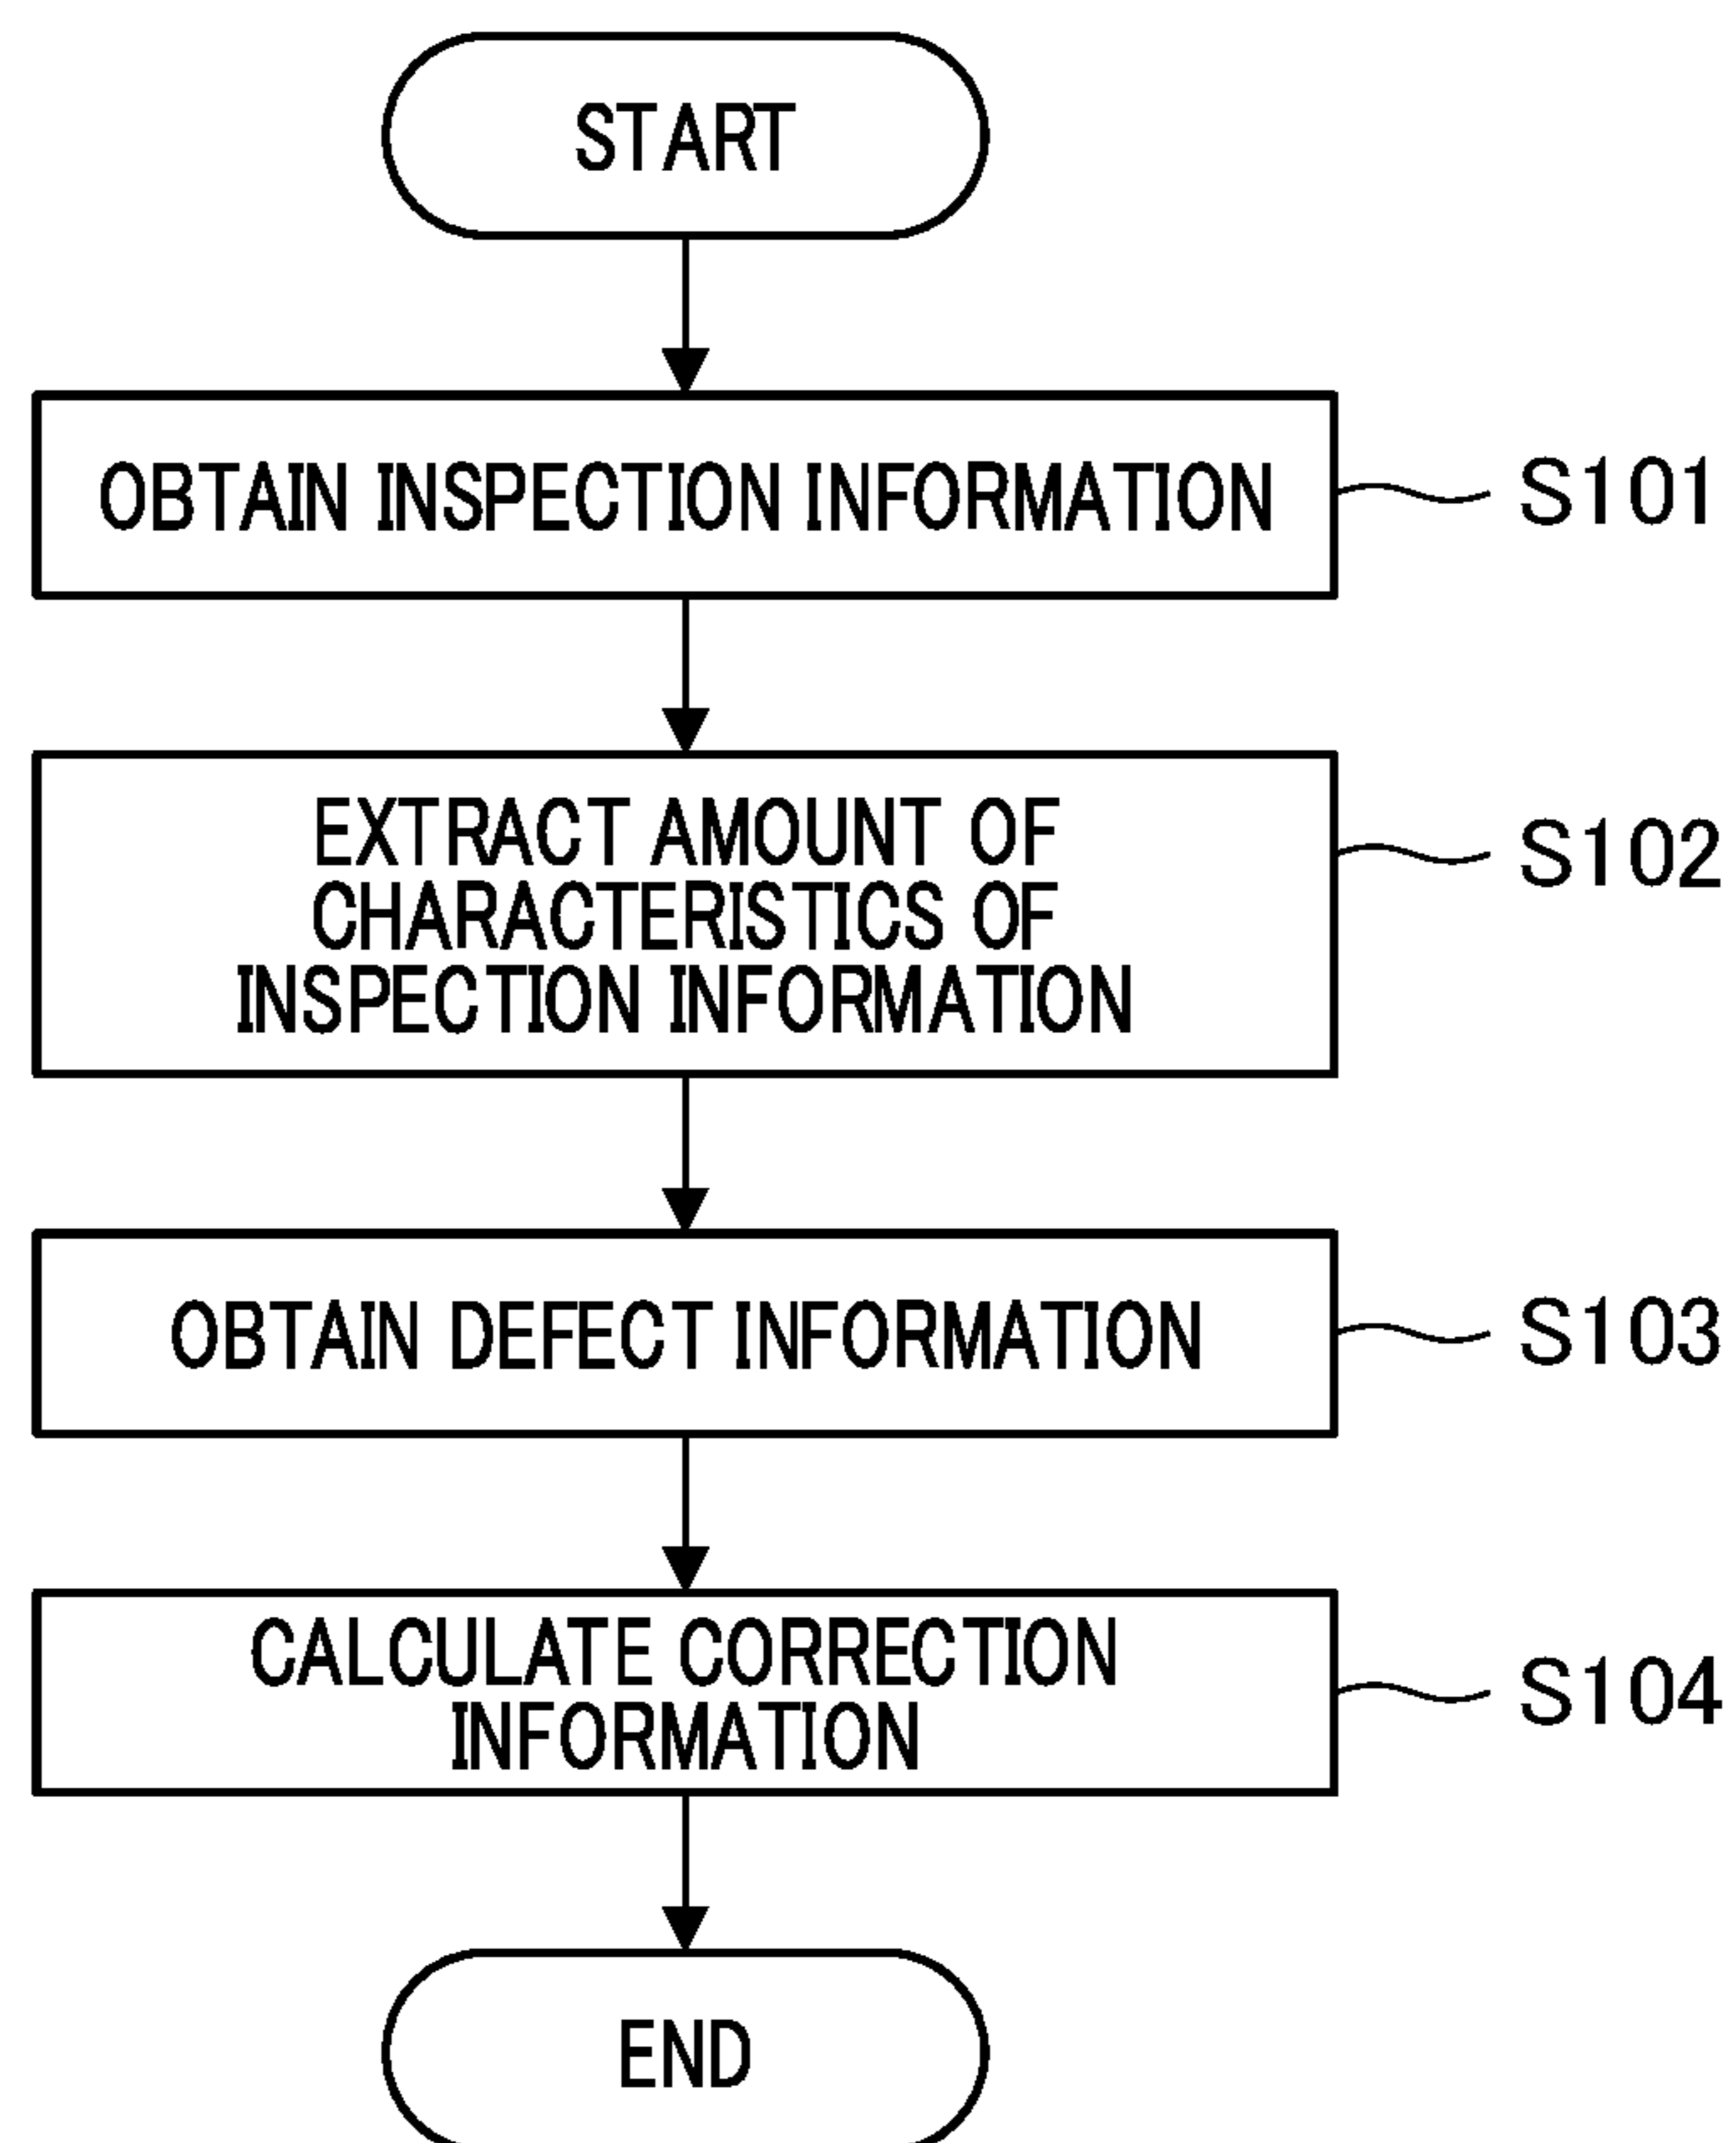 START
OBTAIN INSPECTION INFORMATION
S101
EXTRACT AMOUNT OF
CHARACTERISTICS OF
INSPECTION INFORMATION
S102
OBTAIN DEFECT INFORMATION
S103
CALCULATE CORRECTION
INFORMATION
S104
END